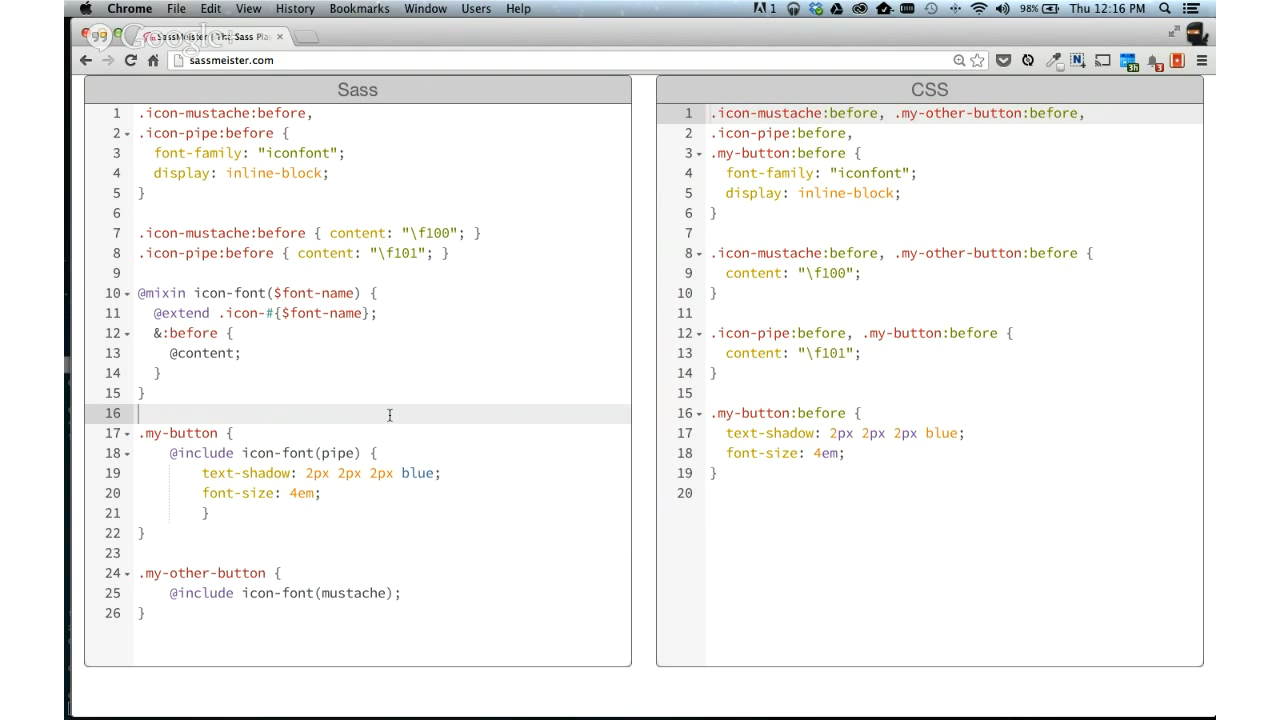 Chrome File Edit View History Bookmarks Window Users Help 1 98% Thu 12:16 PM
Google+
SassMeister | The Sass Pla
sassmeister.com
3h 3
Sass
1 .icon-mustache:before,
2 .icon-pipe:before {
3 font-family: "iconfont";
4 display: inline-block;
5 }
6
7 .icon-mustache:before { content: "\f100"; }
8 .icon-pipe:before { content: "\f101"; }
9
10 @mixin icon-font($font-name) {
11 @extend .icon-#{$font-name};
12 &:before {
13 @content;
14 }
15 }
16
17 .my-button {
18 @include icon-font(pipe) {
19 text-shadow: 2px 2px 2px blue;
20 font-size: 4em;
21 }
22 }
23
24 .my-other-button {
25 @include icon-font(mustache);
26 }
CSS
1 .icon-mustache:before, .my-other-button:before,
2 .icon-pipe:before,
3 .my-button:before {
4 font-family: "iconfont";
5 display: inline-block;
6 }
7
8 .icon-mustache:before, .my-other-button:before {
9 content: "\f100";
10 }
11
12 .icon-pipe:before, .my-button:before {
13 content: "\f101";
14 }
15
16 .my-button:before {
17 text-shadow: 2px 2px 2px blue;
18 font-size: 4em;
19 }
20